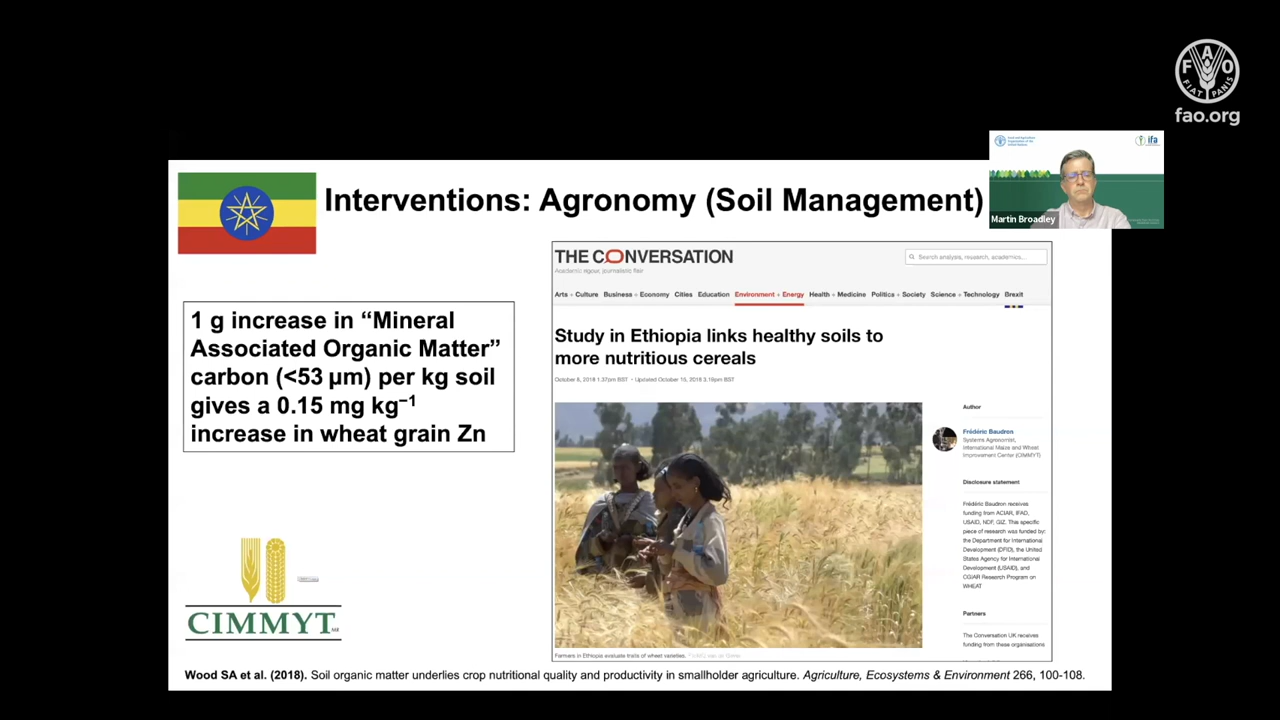 FAO
FIAT PANIS
fao.org
ifa
Martin Broadley
Interventions: Agronomy (Soil Management)
1 g increase in “Mineral
Associated Organic Matter”
carbon (<53 µm) per kg soil
gives a 0.15 mg kg⁻¹
increase in wheat grain Zn
CIMMYT
THE CONVERSATION
Academic rigour, journalistic flair
Search analysis, research, academics…
Arts + Culture Business + Economy Cities Education Environment + Energy Health + Medicine Politics + Society Science + Technology Brexit
Study in Ethiopia links healthy soils to
more nutritious cereals
October 8, 2018 1.37pm BST • Updated October 15, 2018 3.19pm BST
Farmers in Ethiopia evaluate traits of wheat varieties.
Author
Frédéric Baudron
Systems Agronomist,
International Maize and Wheat
Improvement Center (CIMMYT)
Disclosure statement
Frédéric Baudron receives
funding from ACIAR, IFAD,
USAID, NCF, GIZ. This specific
piece of research was funded by:
the Department for International
Development (DFID), the United
States Agency for International
Development (USAID), and
CGIAR Research Program on
WHEAT
Partners
The Conversation UK receives
funding from these organisations
Wood SA et al. (2018). Soil organic matter underlies crop nutritional quality and productivity in smallholder agriculture. Agriculture, Ecosystems & Environment 266, 100-108.